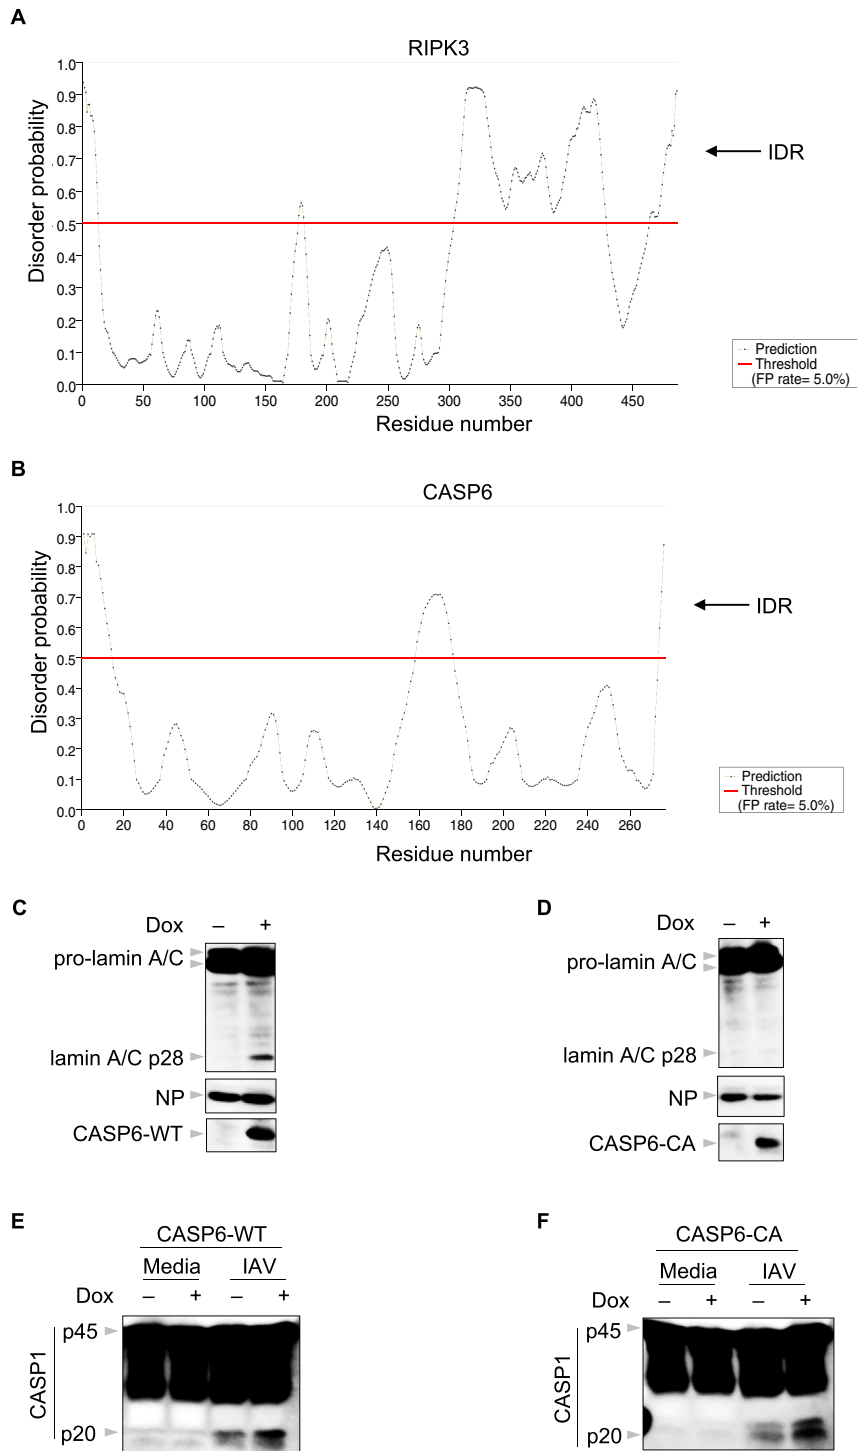 A
RIPK3
Disorder probability
1.0
0.9
0.8
0.7
0.6
0.5
0.4
0.3
0.2
0.1
0.0
0 50 100 150 200 250 300 350 400 450
Residue number
IDR
Prediction
Threshold
(FP rate= 5.0%)
B
CASP6
Disorder probability
1.0
0.9
0.8
0.7
0.6
0.5
0.4
0.3
0.2
0.1
0.0
0 20 40 60 80 100 120 140 160 180 200 220 240 260
Residue number
IDR
Prediction
Threshold
(FP rate= 5.0%)
C
Dox – +
pro-lamin A/C
lamin A/C p28
NP
CASP6-WT
D
Dox – +
pro-lamin A/C
lamin A/C p28
NP
CASP6-CA
E
CASP6-WT
Media IAV
Dox – + – +
p45
CASP1
p20
F
CASP6-CA
Media IAV
Dox – + – +
p45
CASP1
p20